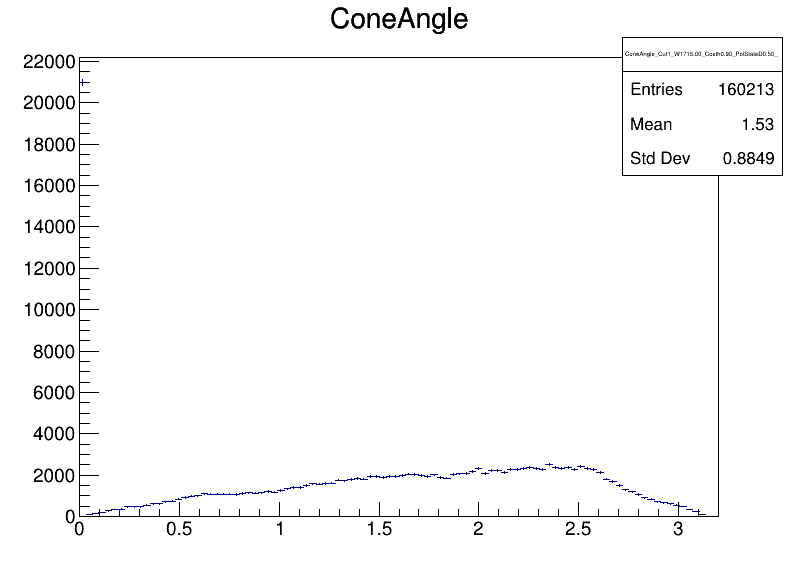 ConeAngle
ConeAngle_Cut1_W1715.00_Costh0.90_PolStateD0.50_
Entries 160213
Mean 1.53
Std Dev 0.8849
22000
20000
18000
16000
14000
12000
10000
8000
6000
4000
2000
0
0 0.5 1 1.5 2 2.5 3